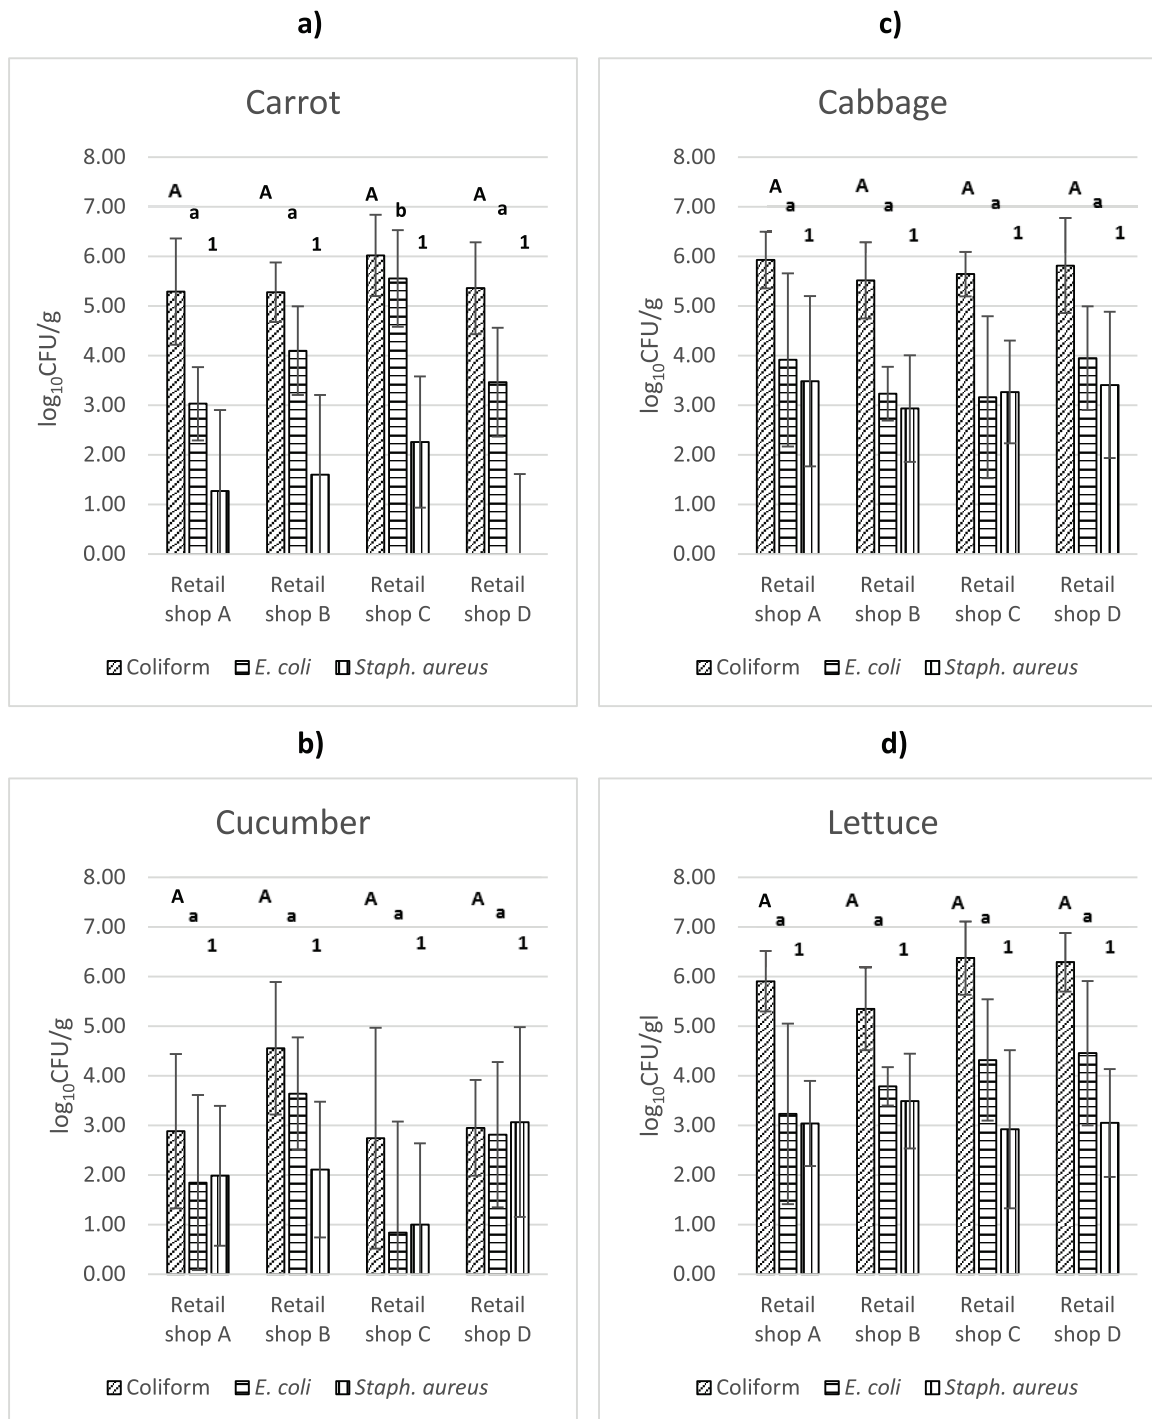 a)
Carrot
8.00
7.00
6.00
5.00
4.00
3.00
2.00
1.00
0.00
log10CFU/g
A a 1
A a 1
A b 1
A a 1
Retail shop A
Retail shop B
Retail shop C
Retail shop D
Coliform E. coli Staph. aureus
c)
Cabbage
8.00
7.00
6.00
5.00
4.00
3.00
2.00
1.00
0.00
log10CFU/g
A a 1
A a 1
A a 1
A a 1
Retail shop A
Retail shop B
Retail shop C
Retail shop D
Coliform E. coli Staph. aureus
b)
Cucumber
8.00
7.00
6.00
5.00
4.00
3.00
2.00
1.00
0.00
log10CFU/g
A a 1
A a 1
A a 1
A a 1
Retail shop A
Retail shop B
Retail shop C
Retail shop D
Coliform E. coli Staph. aureus
d)
Lettuce
8.00
7.00
6.00
5.00
4.00
3.00
2.00
1.00
0.00
log10CFU/gl
A a 1
A a 1
A a 1
A a 1
Retail shop A
Retail shop B
Retail shop C
Retail shop D
Coliform E. coli Staph. aureus